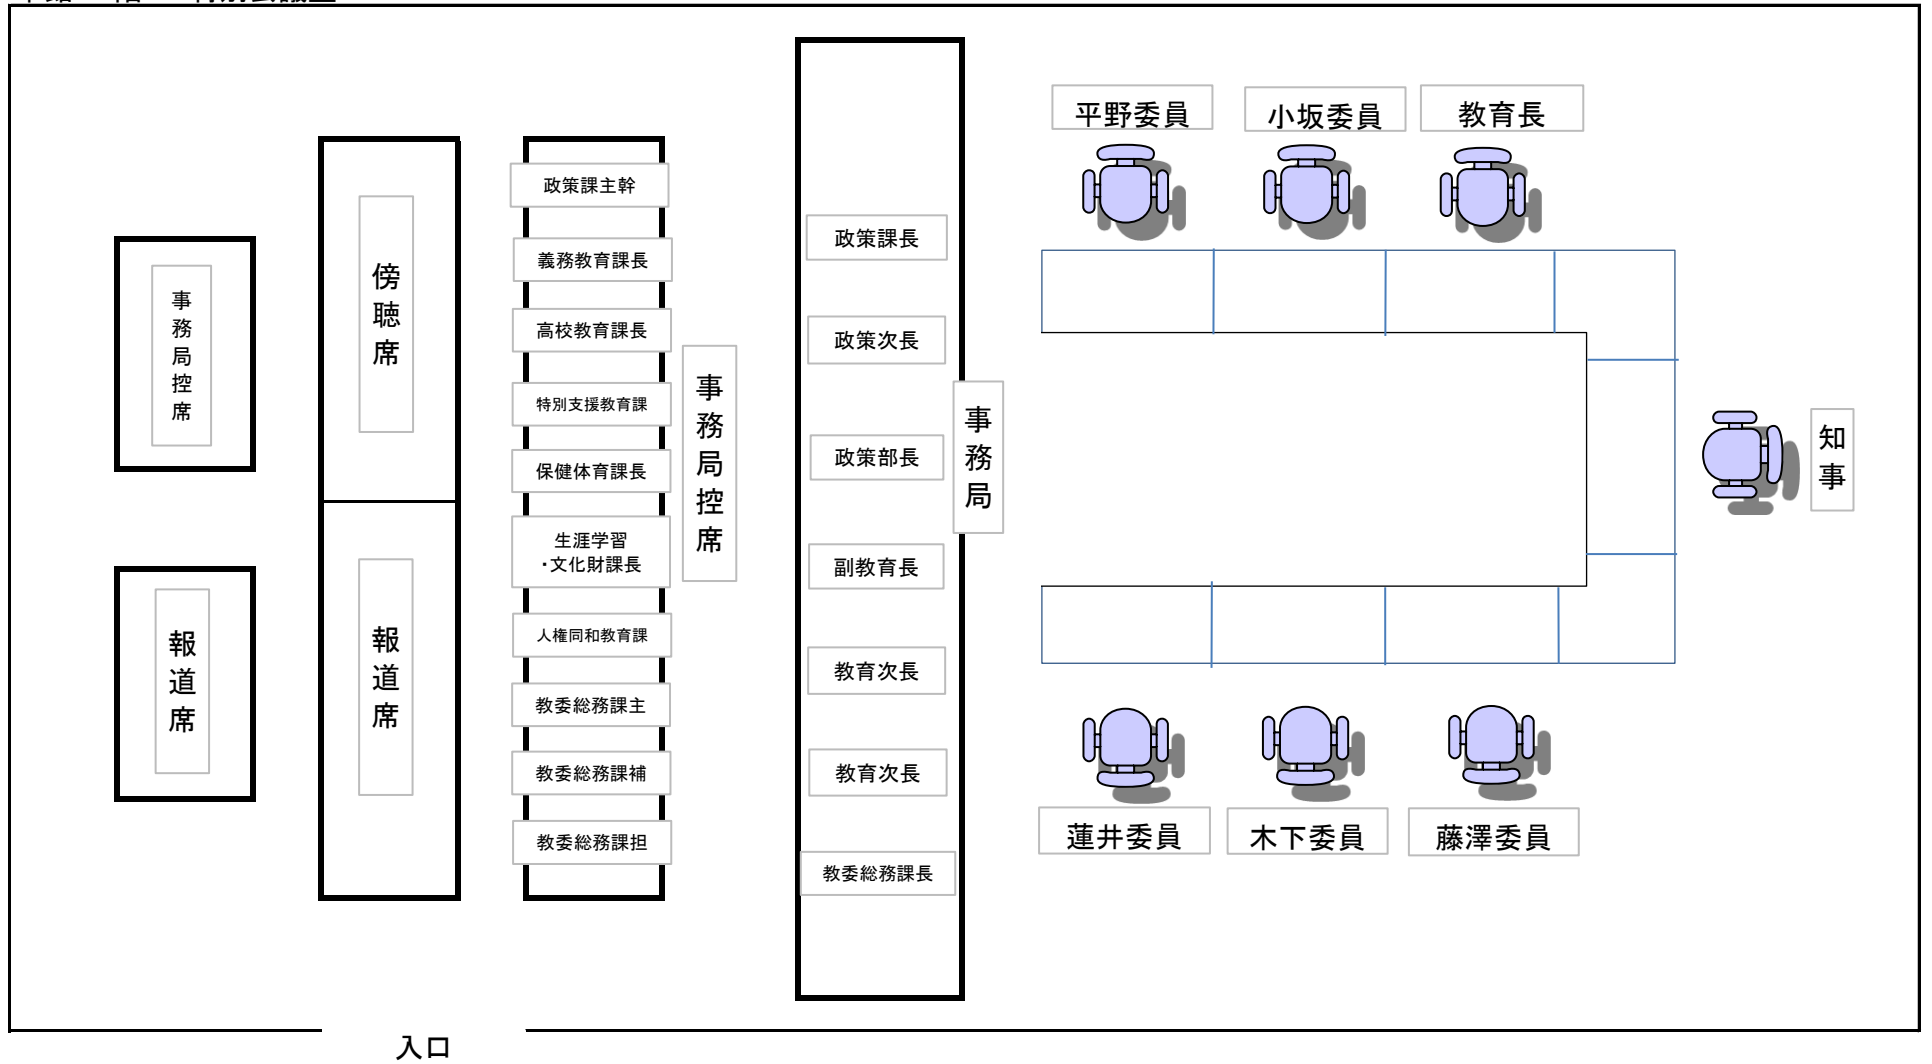 特別会議室
平野委員
小坂委員
教育長
政策課主幹
義務教育課長
高校教育課長
特別支援教育課
保健体育課長
生涯学習
・文化財課長
人権同和教育課
教委総務課主
教委総務課補
教委総務課担
政策課長
政策次長
政策部長
副教育長
教育次長
教育次長
教委総務課長
事務局控席
傍聴席
事務局控席
事務局
知事
報道席
報道席
蓮井委員
木下委員
藤澤委員
入口